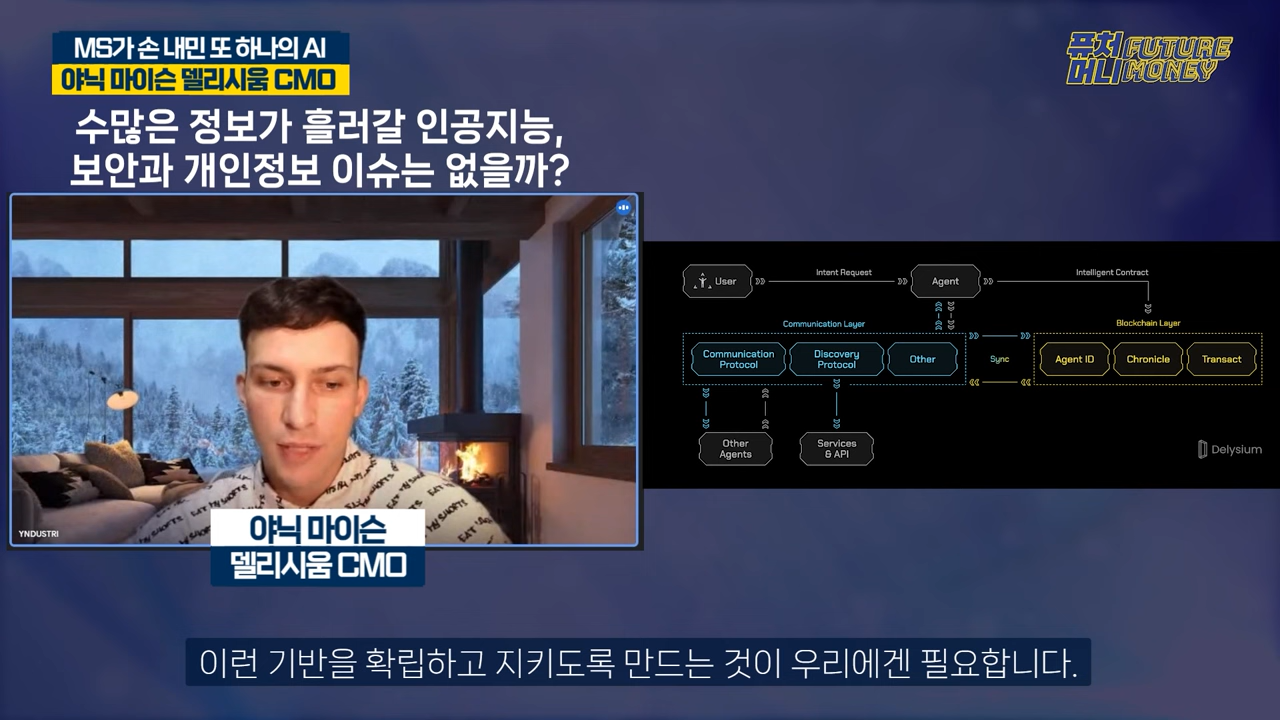 MS가 손 내민 또 하나의 AI
야닉 마이슨 델리시움 CMO
퓨처머니 FUTURE MONEY
수많은 정보가 흘러갈 인공지능,
보안과 개인정보 이슈는 없을까?
YNDUSTRI
야닉 마이슨
델리시움 CMO
User
Intent Request
Agent
Intelligent Contract
Communication Layer
Blockchain Layer
Communication
Protocol
Discovery
Protocol
Other
Sync
Agent ID
Chronicle
Transact
Other
Agents
Services
& API
Delysium
이런 기반을 확립하고 지키도록 만드는 것이 우리에겐 필요합니다.